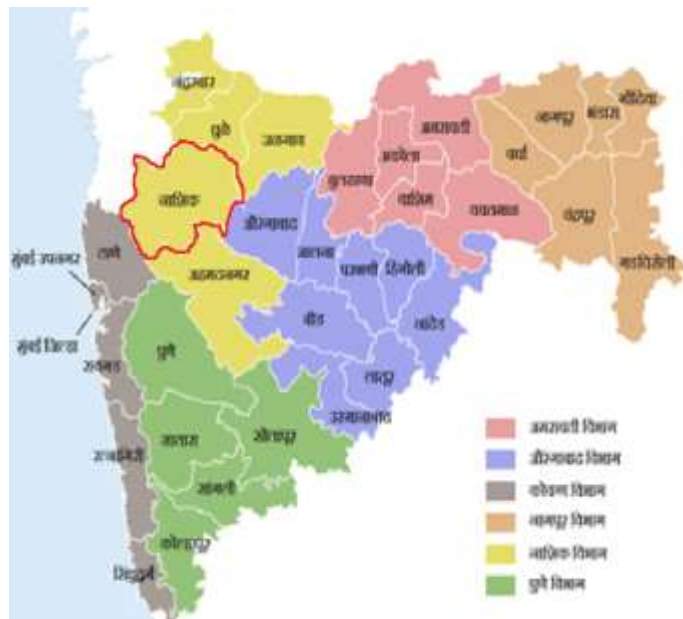 नंदुरबार
धुळे
जळगाव
नाशिक
अहमदनगर
ठाणे
मुंबई उपनगर
मुंबई जिल्हा
रायगड
रत्नागिरी
सिंधुदुर्ग
पुणे
सातारा
सांगली
सोलापूर
कोल्हापूर
औरंगाबाद
जालना
परभणी
हिंगोली
बीड
नांदेड
लातूर
उस्मानाबाद
बुलढाणा
अकोला
अमरावती
वाशिम
यवतमाळ
वर्धा
नागपूर
भंडारा
गोंदिया
चंद्रपूर
गडचिरोली
अमरावती विभाग
औरंगाबाद विभाग
कोकण विभाग
नागपूर विभाग
नाशिक विभाग
पुणे विभाग